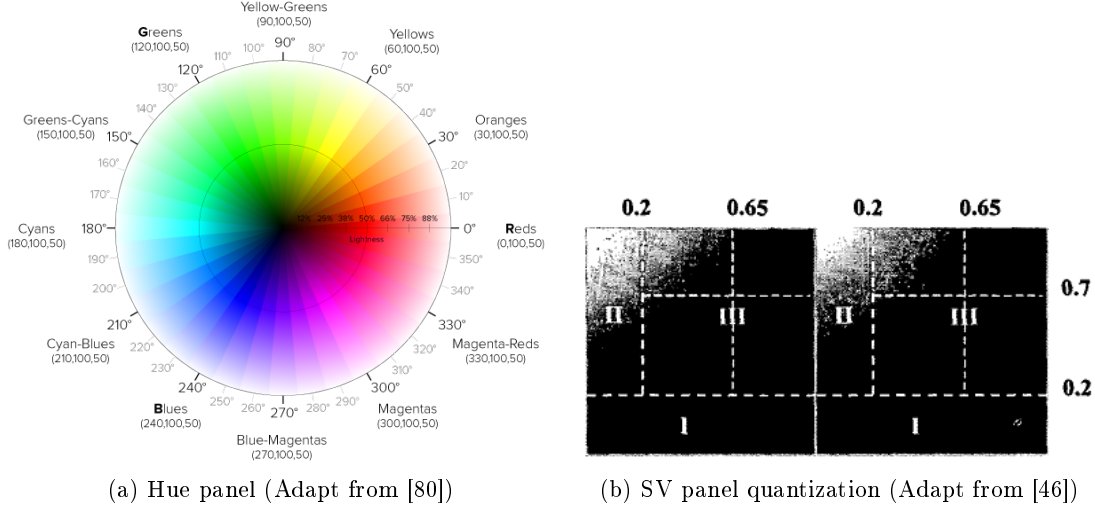 Yellow-Greens
(90,100,50)
Greens
(120,100,50)
Yellows
(60,100,50)
110° 100° 90° 80° 70°
120° 60°
130° 50°
140° 40°
Greens-Cyans
(150,100,50)
150°
Oranges
(30,100,50)
30°
160° 20°
170° 10°
Cyans
(180,100,50)
180°
12% 25% 38% 50% 66% 75% 88%
Lightness
0°
Reds
(0,100,50)
190° 350°
200° 340°
210° 330°
Cyan-Blues
(210,100,50)
Magenta-Reds
(330,100,50)
220° 320°
230° 310°
240° 300°
250° 260° 270° 280° 290°
Blues
(240,100,50)
Magentas
(300,100,50)
Blue-Magentas
(270,100,50)
(a) Hue panel (Adapt from [80])
0.2 0.65 0.2 0.65
0.7
II III II III
0.2
I I
(b) SV panel quantization (Adapt from [46])